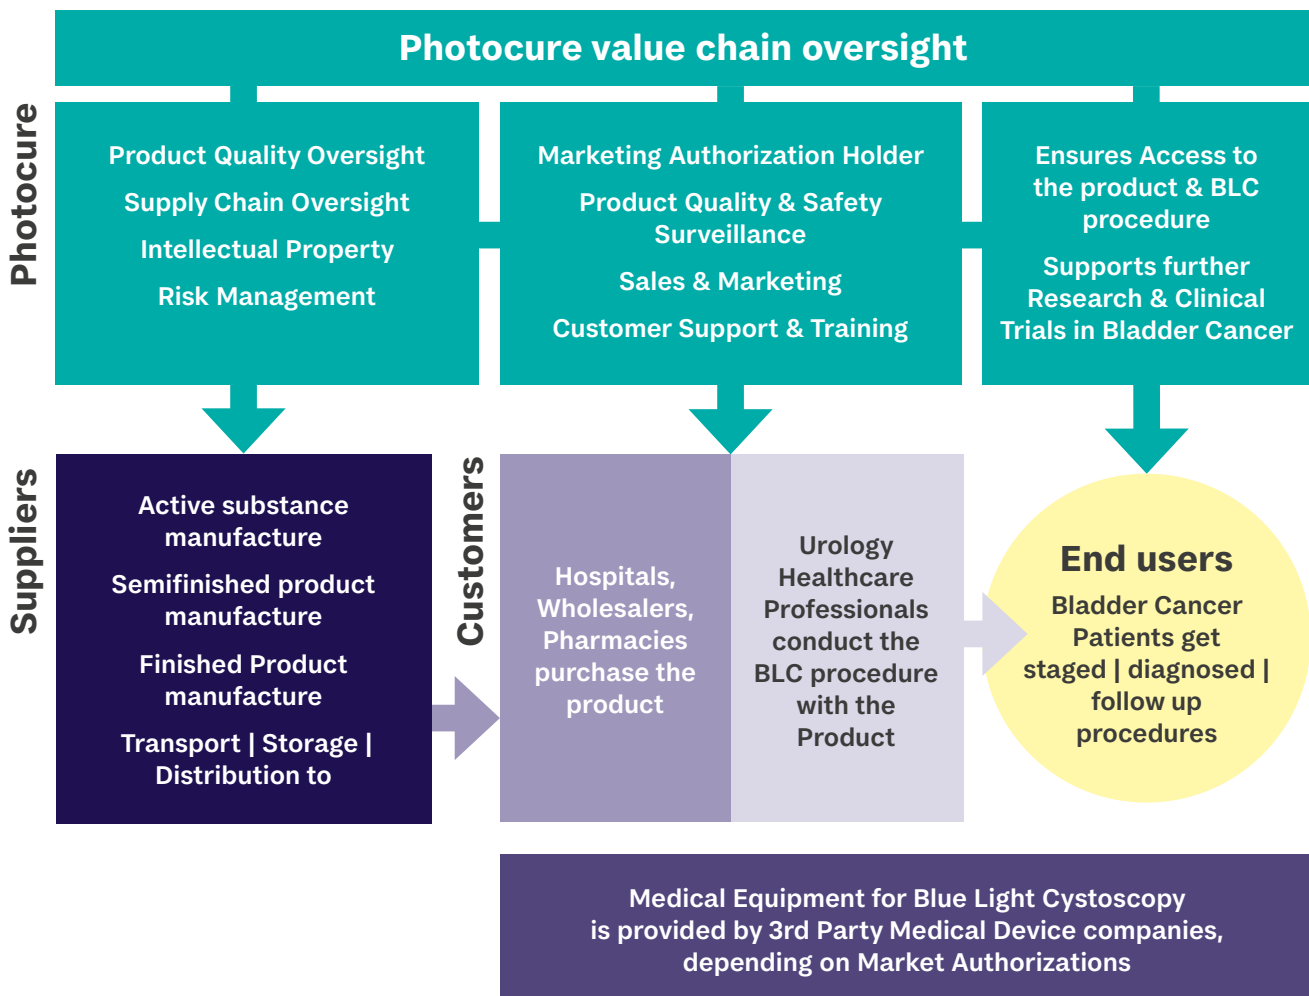 Photocure value chain oversight
Photocure
Product Quality Oversight
Supply Chain Oversight
Intellectual Property
Risk Management
Marketing Authorization Holder
Product Quality & Safety
Surveillance
Sales & Marketing
Customer Support & Training
Ensures Access to
the product & BLC
procedure
Supports further
Research & Clinical
Trials in Bladder Cancer
Suppliers
Active substance
manufacture
Semifinished product
manufacture
Finished Product
manufacture
Transport | Storage |
Distribution to
Customers
Hospitals,
Wholesalers,
Pharmacies
purchase the
product
Urology
Healthcare
Professionals
conduct the
BLC procedure
with the
Product
End users
Bladder Cancer
Patients get
staged | diagnosed |
follow up
procedures
Medical Equipment for Blue Light Cystoscopy
is provided by 3rd Party Medical Device companies,
depending on Market Authorizations